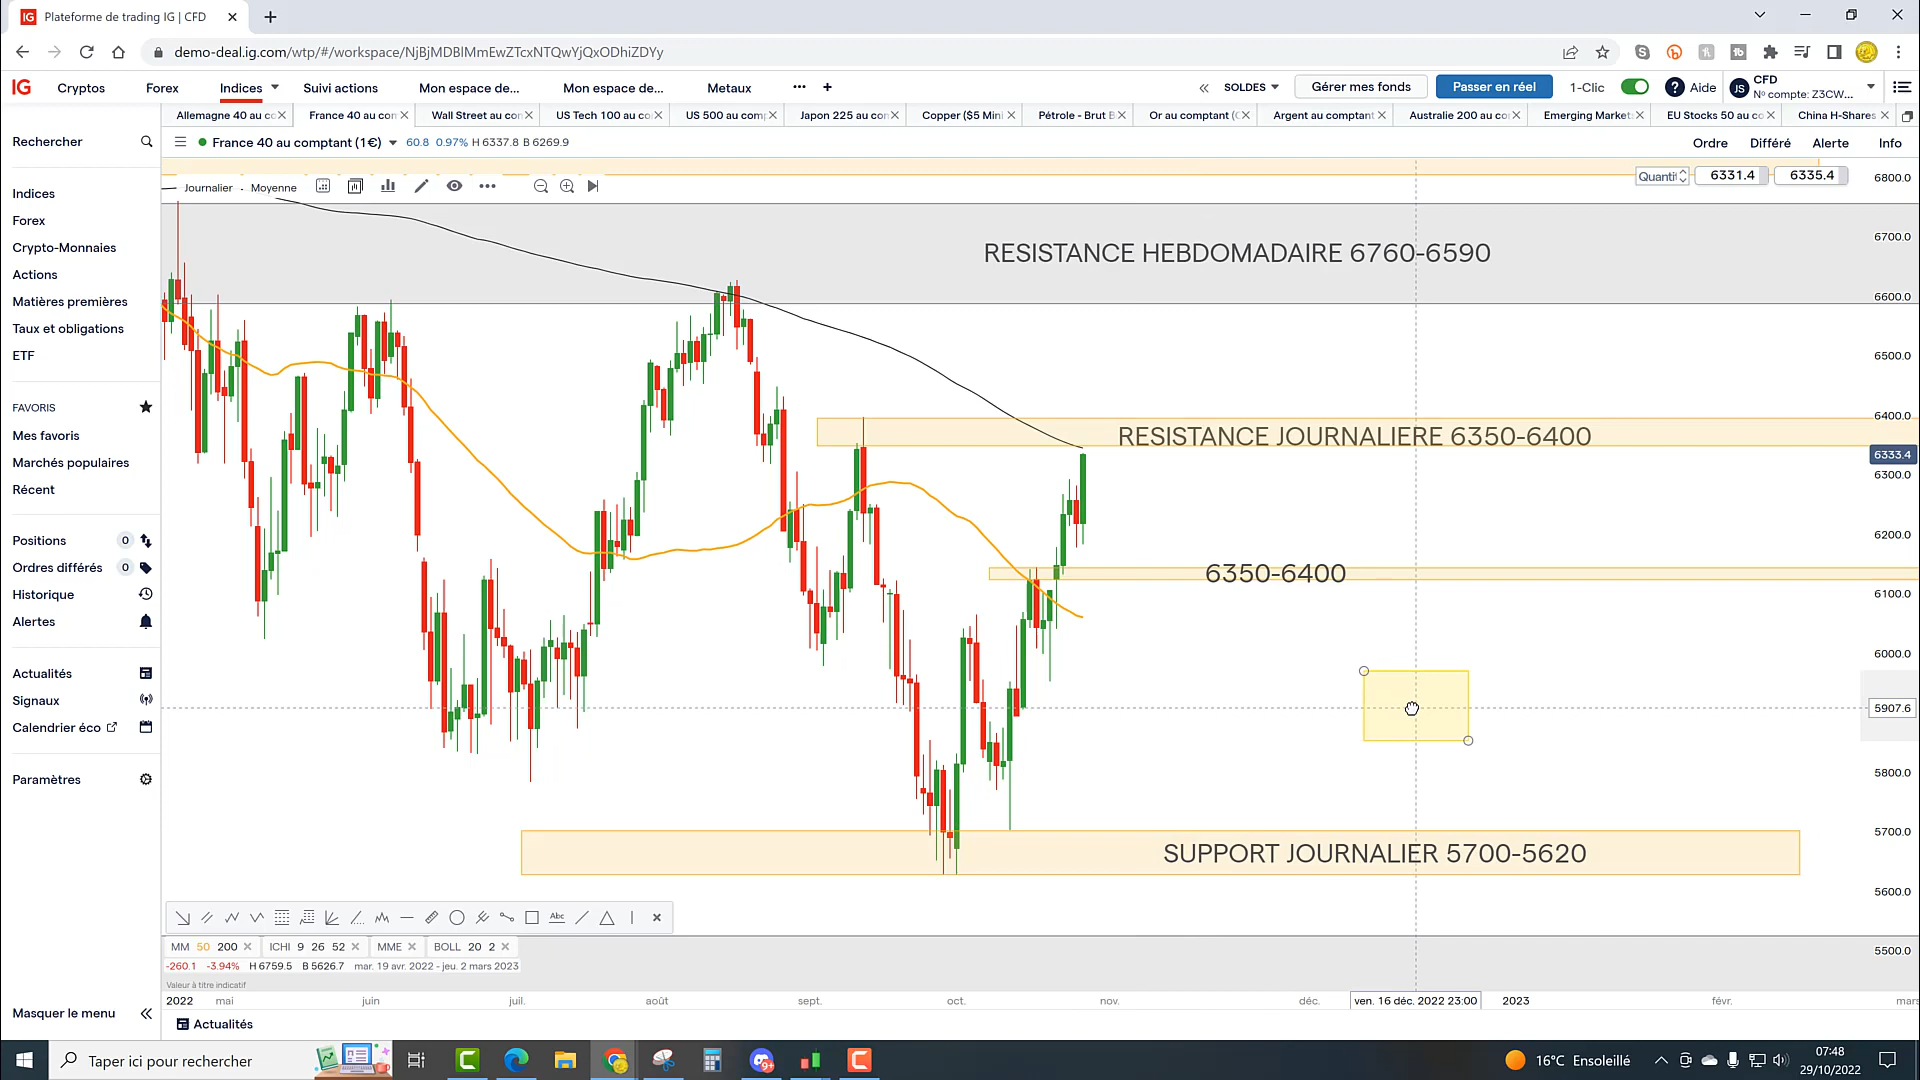 Plateforme de trading IG | CFD
demo-deal.ig.com/wtp/#/workspace/NjBjMDBlMmEwZTcxNTQwYjQxODhiZDYy
IG Cryptos Forex Indices Suivi actions Mon espace de... Mon espace de... Metaux SOLDES Gérer mes fonds Passer en réel 1-Clic Aide JS CFD
Nº compte: Z3CW...
Allemagne 40 au cc France 40 au con Wall Street au con US Tech 100 au co US 500 au comp Japon 225 au con Copper ($5 Mini Pétrole - Brut B Or au comptant (C Argent au comptant Australie 200 au co Emerging Market EU Stocks 50 au co China H-Shares
Rechercher
France 40 au comptant (1€) 60.8 0.97% H 6337.8 B 6269.9 Ordre Différé Alerte Info
Journalier - Moyenne
Quanti 6331.4 6335.4
Indices
Forex
Crypto-Monnaies
Actions
Matières premières
Taux et obligations
ETF
FAVORIS
Mes favoris
Marchés populaires
Récent
Positions 0
Ordres différés 0
Historique
Alertes
Actualités
Signaux
Calendrier éco
Paramètres
Masquer le menu
RESISTANCE HEBDOMADAIRE 6760-6590
RESISTANCE JOURNALIERE 6350-6400
6350-6400
SUPPORT JOURNALIER 5700-5620
6800.0
6700.0
6600.0
6500.0
6400.0
6333.4
6300.0
6200.0
6100.0
6000.0
5907.6
5800.0
5700.0
5600.0
5500.0
Abc
MM 50 200 ICHI 9 26 52 MME BOLL 20 2
-260.1 -3.94% H 6759.5 B 5626.7 mar. 19 avr. 2022 - jeu. 2 mars 2023
Valeur à titre indicatif
2022 mai juin juil. août sept. oct. nov. déc. ven. 16 déc. 2022 23:00 2023 févr. mars
Actualités
Taper ici pour rechercher
9+
16°C Ensoleillé
07:48
29/10/2022